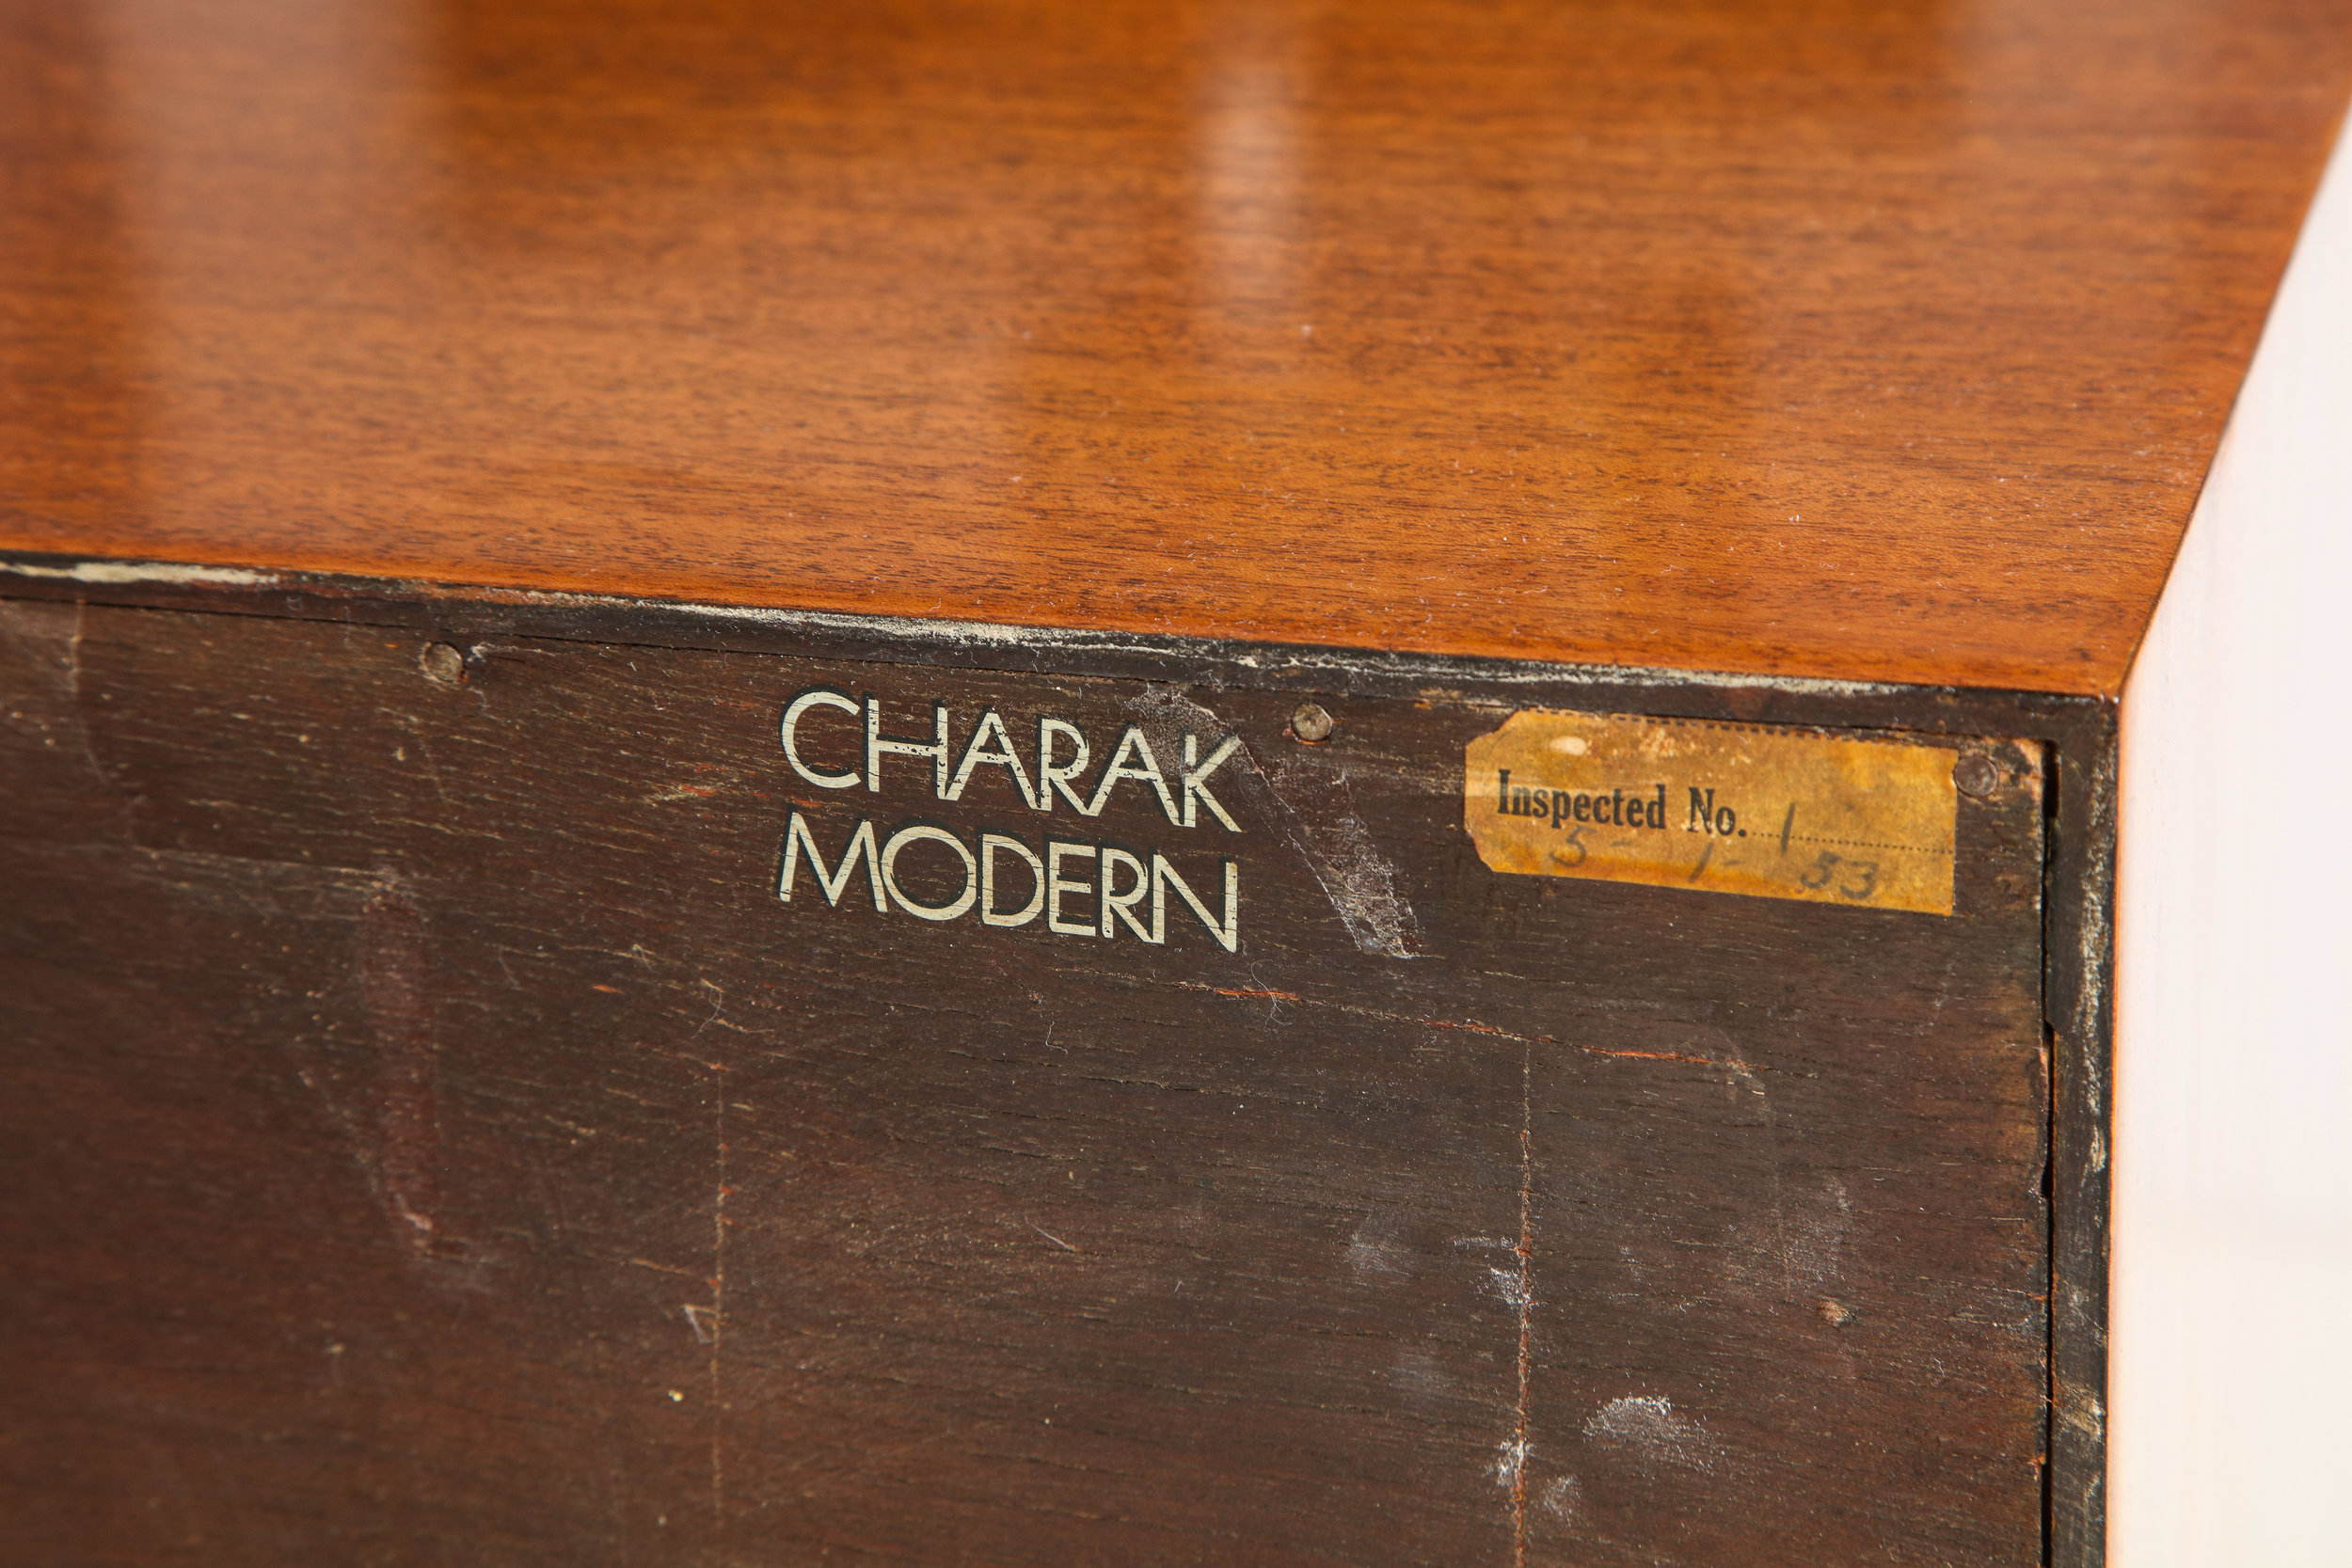 CHARAK
MODERN
Inspected No. 1
5-1-53